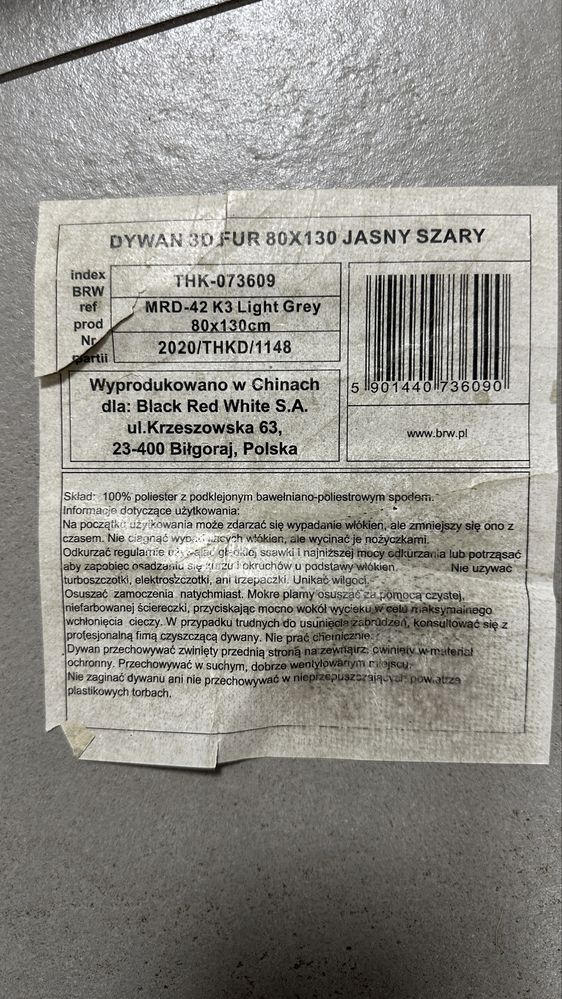 DYWAN 3D FUR 80X130 JASNY SZARY
index
BRW
THK-073609
ref
prod
MRD-42 K3 Light Grey
80x130cm
Nr
partii
2020/THKD/1148
5 901440 736090
Wyprodukowano w Chinach
dla: Black Red White S.A.
ul.Krzeszowska 63,
23-400 Biłgoraj, Polska
www.brw.pl
Skład: 100% poliester z podklejonym bawełniano-poliestrowym spodem.
Informacje dotyczące użytkowania:
Na początku użytkowania może zdarzać się wypadanie włókien, ale zmniejszy się ono z
czasem. Nie ciągnąć wypadających włókien, ale wycinać je nożyczkami.
Odkurzać regularnie używając gładkiej ssawki i najniższej mocy odkurzania lub potrząsać
aby zapobiec osadzaniu się kurzu i okruchów u podstawy włókien. Nie używać
turboszczotki, elektroszczotki, ani trzepaczki. Unikać wilgoci.
Osuszać zamoczenia natychmiast. Mokre plamy osuszać za pomocą czystej,
niefarbowanej ściereczki, przyciskając mocno wokół wycieku w celu maksymalnego
wchłonięcia cieczy. W przypadku trudnych do usunięcia zabrudzeń, konsultować się z
profesjonalną fimą czyszczącą dywany. Nie prać chemicznie.
Dywan przechowywać zwinięty przednią stroną na zewnątrz, owinięty w materiał
ochronny. Przechowywać w suchym, dobrze wentylowanym miejscu.
Nie zaginać dywanu ani nie przechowywać w nieprzepuszczających powietrza
plastikowych torbach.